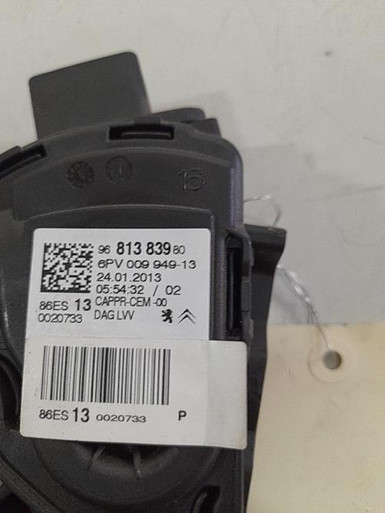 16
96 813 839 80
6PV 009 949-13
24.01.2013
05:54:32 / 02
86ES 13 CAPPR-CEM -00
0020733 DAG LVV
86ES 13 0020733 P